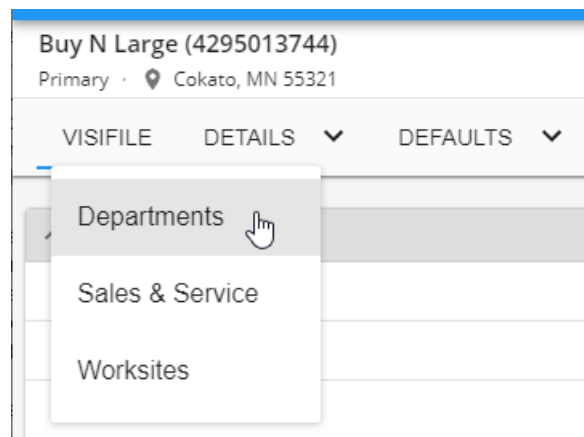 Buy N Large (4295013744)
Primary · Cokato, MN 55321
VISIFILE DETAILS DEFAULTS
Departments
Sales & Service
Worksites